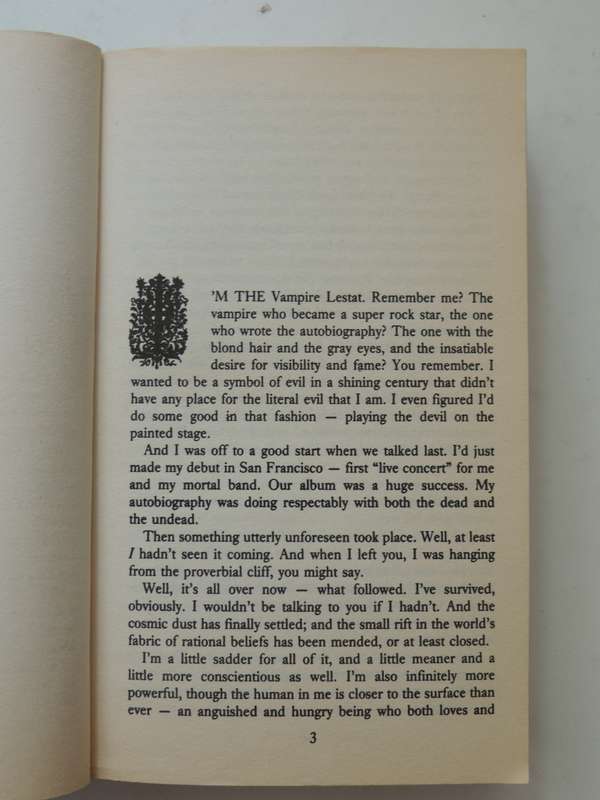 I'M THE Vampire Lestat. Remember me? The
vampire who became a super rock star, the one
who wrote the autobiography? The one with the
blond hair and the gray eyes, and the insatiable
desire for visibility and fame? You remember. I
wanted to be a symbol of evil in a shining century that didn't
have any place for the literal evil that I am. I even figured I'd
do some good in that fashion — playing the devil on the
painted stage.
And I was off to a good start when we talked last. I'd just
made my debut in San Francisco — first "live concert" for me
and my mortal band. Our album was a huge success. My
autobiography was doing respectably with both the dead and
the undead.
Then something utterly unforeseen took place. Well, at least
I hadn't seen it coming. And when I left you, I was hanging
from the proverbial cliff, you might say.
Well, it's all over now — what followed. I've survived,
obviously. I wouldn't be talking to you if I hadn't. And the
cosmic dust has finally settled; and the small rift in the world's
fabric of rational beliefs has been mended, or at least closed.
I'm a little sadder for all of it, and a little meaner and a
little more conscientious as well. I'm also infinitely more
powerful, though the human in me is closer to the surface than
ever — an anguished and hungry being who both loves and
3